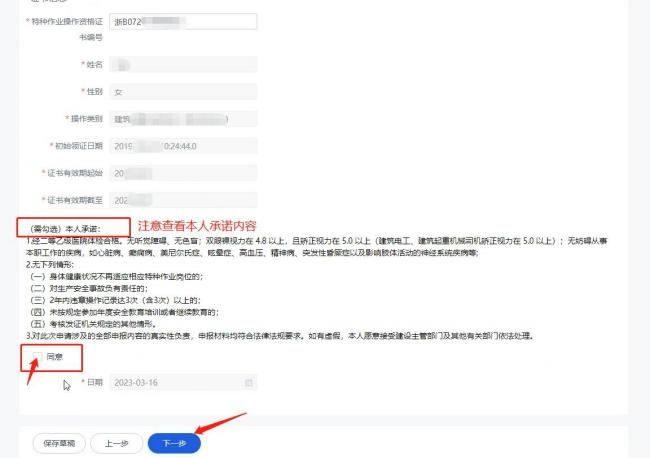 *特种作业操作资格证书编号 浙B072
*姓名
*性别 女
*操作类别 建筑 )
*初始领证日期 2019 0:24:44.0
*证书有效期起始 20
*证书有效期截至 202
(需勾选) 本人承诺: 注意查看本人承诺内容
1.经二等乙级医院体检合格。无听觉障碍、无色盲;双眼裸视力在 4.8 以上,且矫正视力在 5.0 以上(建筑电工、建筑起重机械司机矫正视力在 5.0 以上);无妨碍从事
本职工作的疾病,如心脏病、癫痫病、美尼尔氏症、眩晕症、高血压、精神病、突发性昏厥症以及影响肢体活动的神经系统疾病等;
2.无下列情形:
(一)身体健康状况不再适应相应特种作业岗位的;
(二)对生产安全事故负有责任的;
(三)2年内违章操作记录达3次(含3次)以上的;
(四)未按规定参加年度安全教育培训或者继续教育的;
(五)考核发证机关规定的其他情形。
3.对此次申请涉及的全部申报内容的真实性负责,申报材料均符合法律法规要求。如有虚假,本人愿意接受建设主管部门及其他有关部门依法处理。
同意
*日期 2023-03-16
保存草稿 上一步 下一步